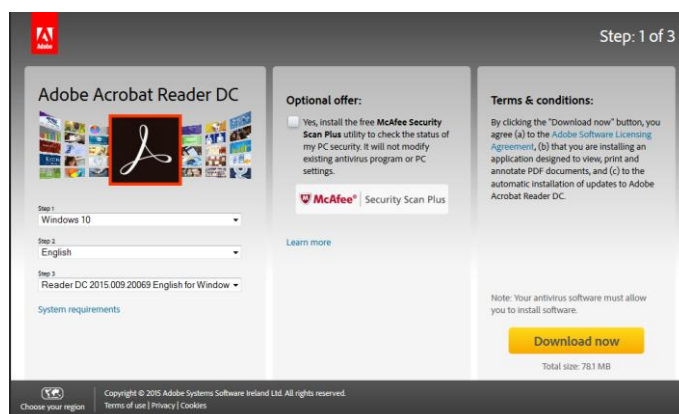 Adobe
Step: 1 of 3
Adobe Acrobat Reader DC
Step 1
Windows 10
Step 2
English
Step 3
Reader DC 2015.009.20069 English for Window
System requirements
Optional offer:
Yes, install the free McAfee Security
Scan Plus utility to check the status of
my PC security. It will not modify
existing antivirus program or PC
settings.
McAfee® Security Scan Plus
Learn more
Terms & conditions:
By clicking the "Download now" button, you
agree (a) to the Adobe Software Licensing
Agreement, (b) that you are installing an
application designed to view, print and
annotate PDF documents, and (c) to the
automatic installation of updates to Adobe
Acrobat Reader DC.
Note: Your antivirus software must allow
you to install software.
Download now
Total size: 78.1 MB
Choose your region
Copyright © 2015 Adobe Systems Software Ireland Ltd. All rights reserved.
Terms of use | Privacy | Cookies